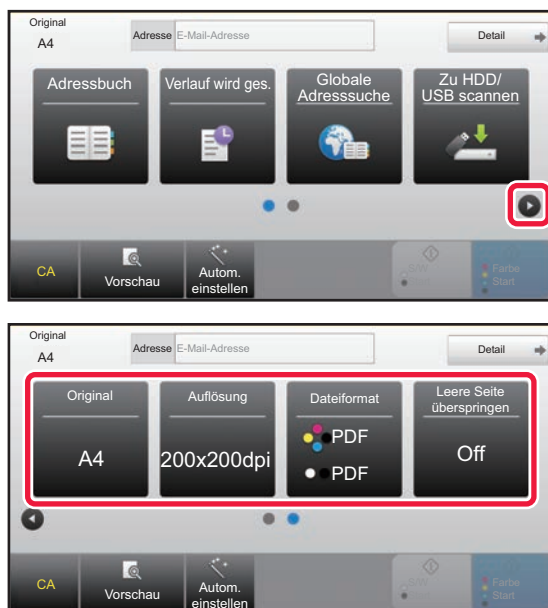 Original
A4
Adresse E-Mail-Adresse
Detail
Adressbuch
Verlauf wird ges.
Globale
Adresssuche
Zu HDD/
USB scannen
CA
Vorschau
Autom.
einstellen
S/W
Start
Farbe
Start
Original
A4
Adresse E-Mail-Adresse
Detail
Original
A4
Auflösung
200x200dpi
Dateiformat
PDF
PDF
Leere Seite
überspringen
Off
CA
Vorschau
Autom.
einstellen
S/W
Start
Farbe
Start